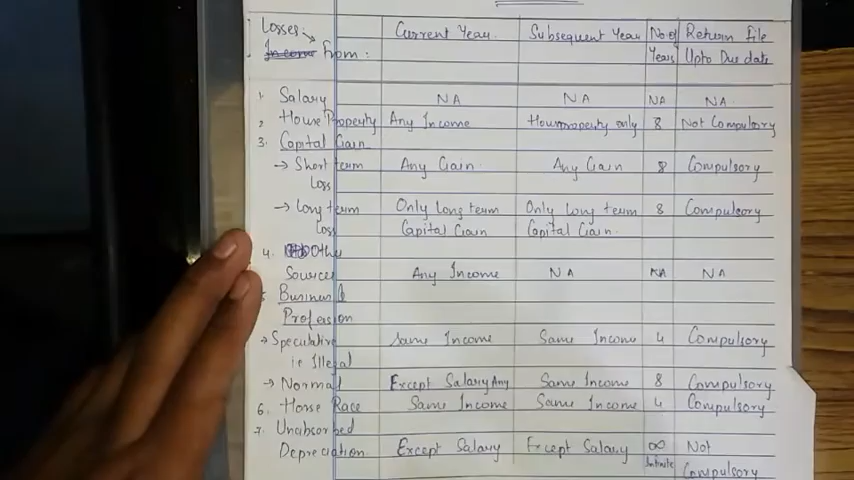 Losses Current Year Subsequent Year No of Return file
from: Years Upto Due date
1. Salary NA NA NA NA
2. House Property Any Income House property only 8 Not Compulsory
3. Capital Gain
→ Short term Any Gain Any Gain 8 Compulsory
Loss
→ Long term Only Long term Only Long term 8 Compulsory
Loss Capital Gain Capital Gain
4. Other
Sources Any Income NA NA NA
5 Business &
Profession
→ Speculative Same Income Same Income 4 Compulsory
i.e Illegal
→ Normal Except Salary Any Same Income 8 Compulsory
6. Horse Race Same Income Same Income 4 Compulsory
7. Unabsorbed
Depreciation Except Salary Except Salary ∞ Not
Infinite Compulsory